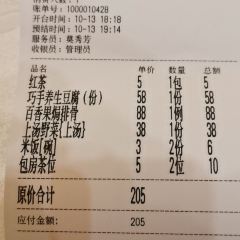 账单号：1000010428
开台时间：10-13 18:18
预结时间：10-13 19:14
服务员：莫秀芳
收银员：管理员
品名 单价 数量 总额
红茶 5 1包 5
巧手养生豆腐(份) 58 1份 58
百香果焗排骨 88 1例 88
上汤野菜{上汤} 38 1份 38
米饭[碗] 3 2份 6
包房茶位 5 2位 10
原价合计 205
应付金额： 205